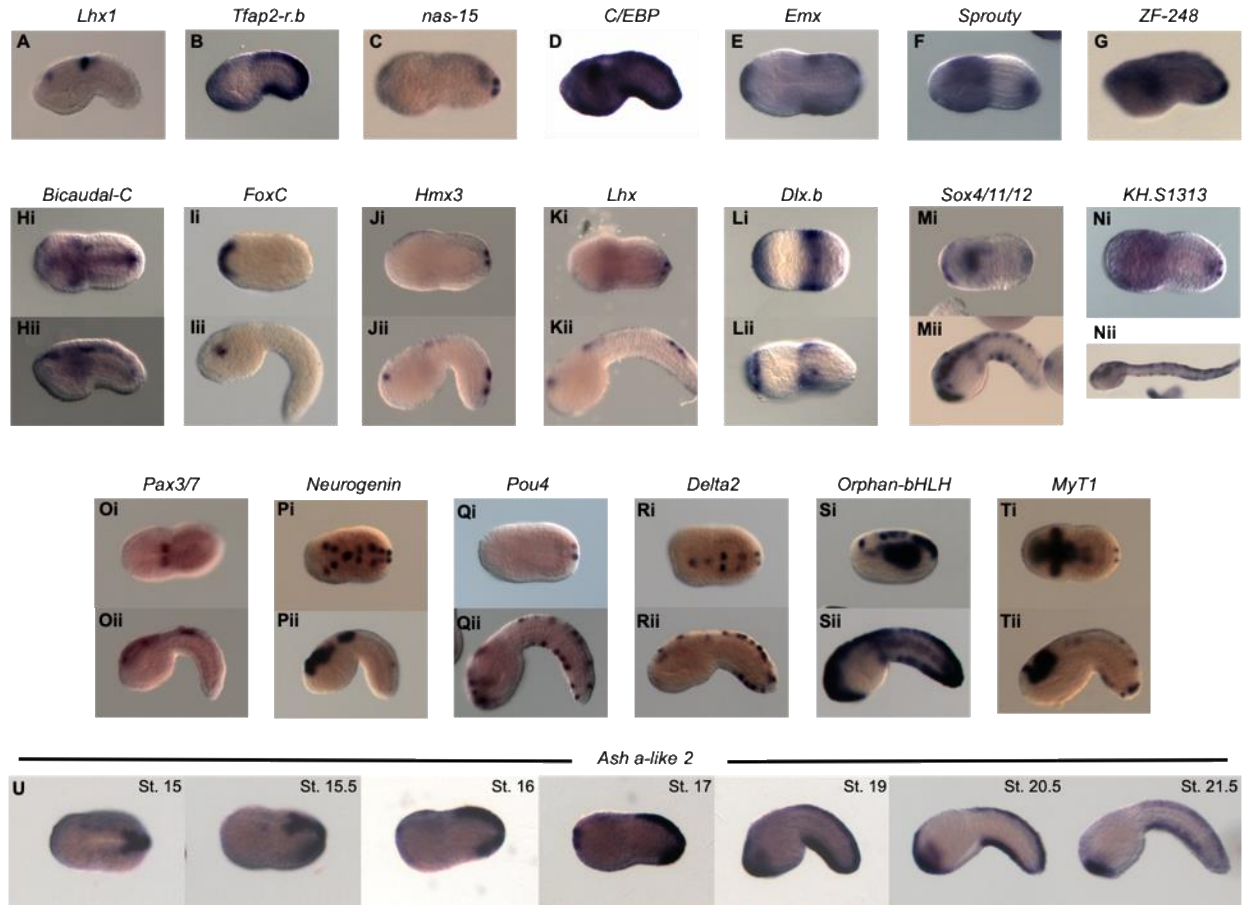 Lhx1 Tfap2-r.b nas-15 C/EBP Emx Sprouty ZF-248
A B C D E F G
Bicaudal-C FoxC Hmx3 Lhx Dlx.b Sox4/11/12 KH.S1313
Hi Ii Ji Ki Li Mi Ni
Hii Iii Jii Kii Lii Mii Nii
Pax3/7 Neurogenin Pou4 Delta2 Orphan-bHLH MyT1
Oi Pi Qi Ri Si Ti
Oii Pii Qii Rii Sii Tii
Ash a-like 2
U St. 15 St. 15.5 St. 16 St. 17 St. 19 St. 20.5 St. 21.5